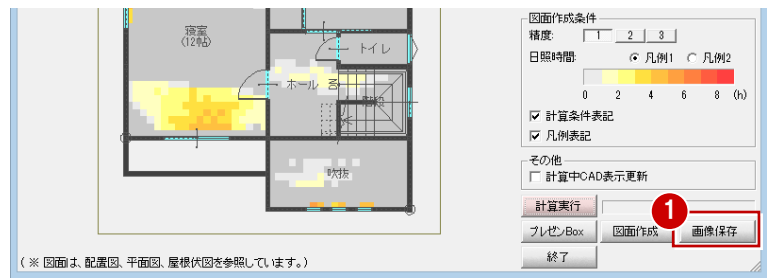 寝室
(12帖)
トイレ
ホール
DN
階段
吹抜
(※ 図面は、配置図、平面図、屋根伏図を参照しています。)
図面作成条件
積度: 1 2 3
日照時間: 凡例1 凡例2
0 2 4 6 8 (h)
計算条件表記
凡例表記
その他
計算中CAD表示更新
計算実行
1
プレゼンBox 図面作成 画像保存
終了